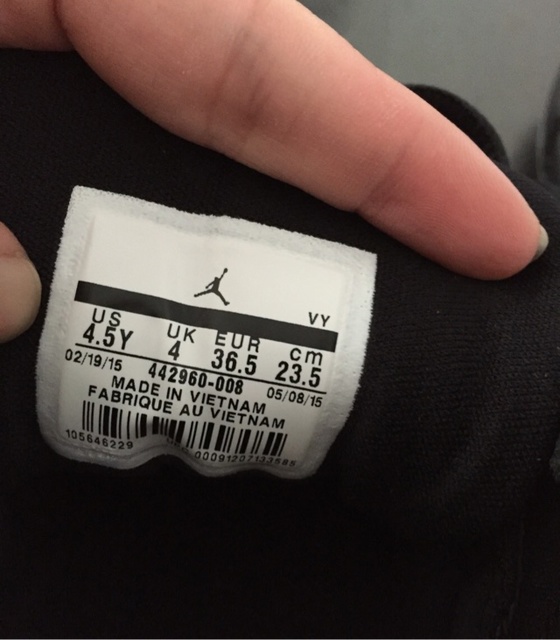 VY
US UK EUR cm
4.5Y 4 36.5 23.5
02/19/15 442960-008 05/08/15
MADE IN VIETNAM
FABRIQUE AU VIETNAM
105646229